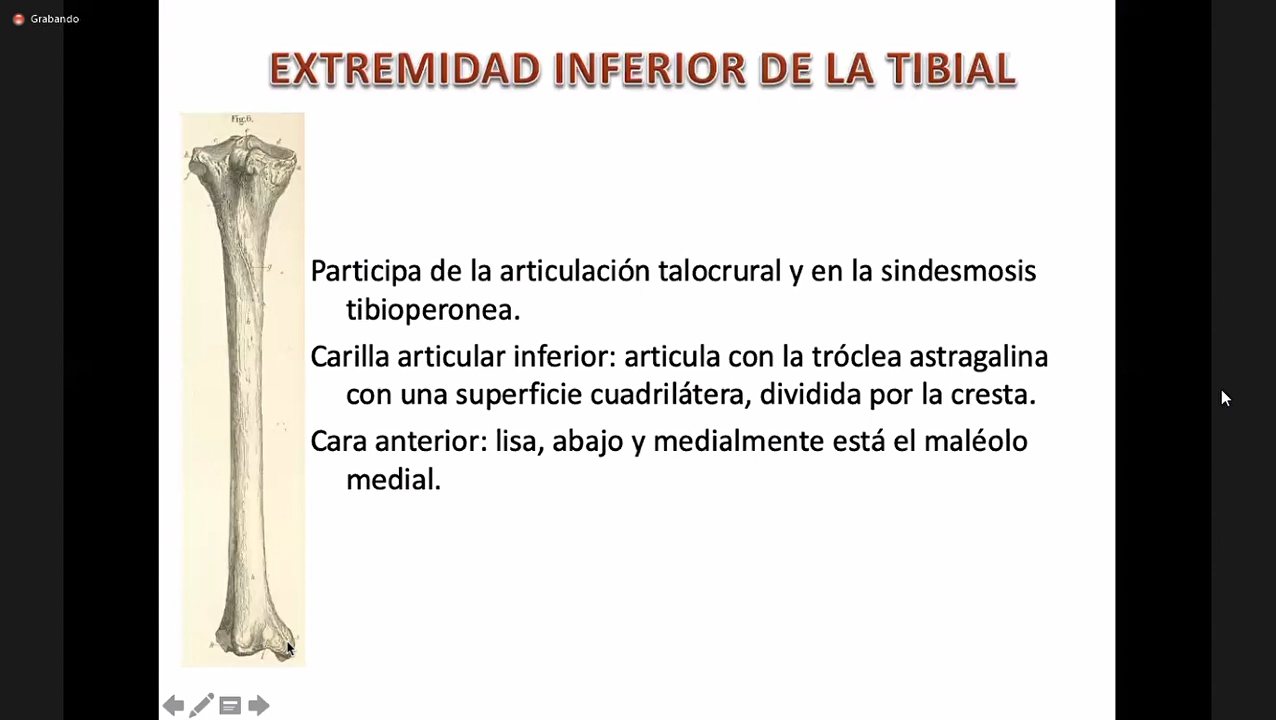 Grabando
EXTREMIDAD INFERIOR DE LA TIBIAL
Fig. 6.
Participa de la articulación talocrural y en la sindesmosis
tibioperonea.
Carilla articular inferior: articula con la tróclea astragalina
con una superficie cuadrilátera, dividida por la cresta.
Cara anterior: lisa, abajo y medialmente está el maléolo
medial.